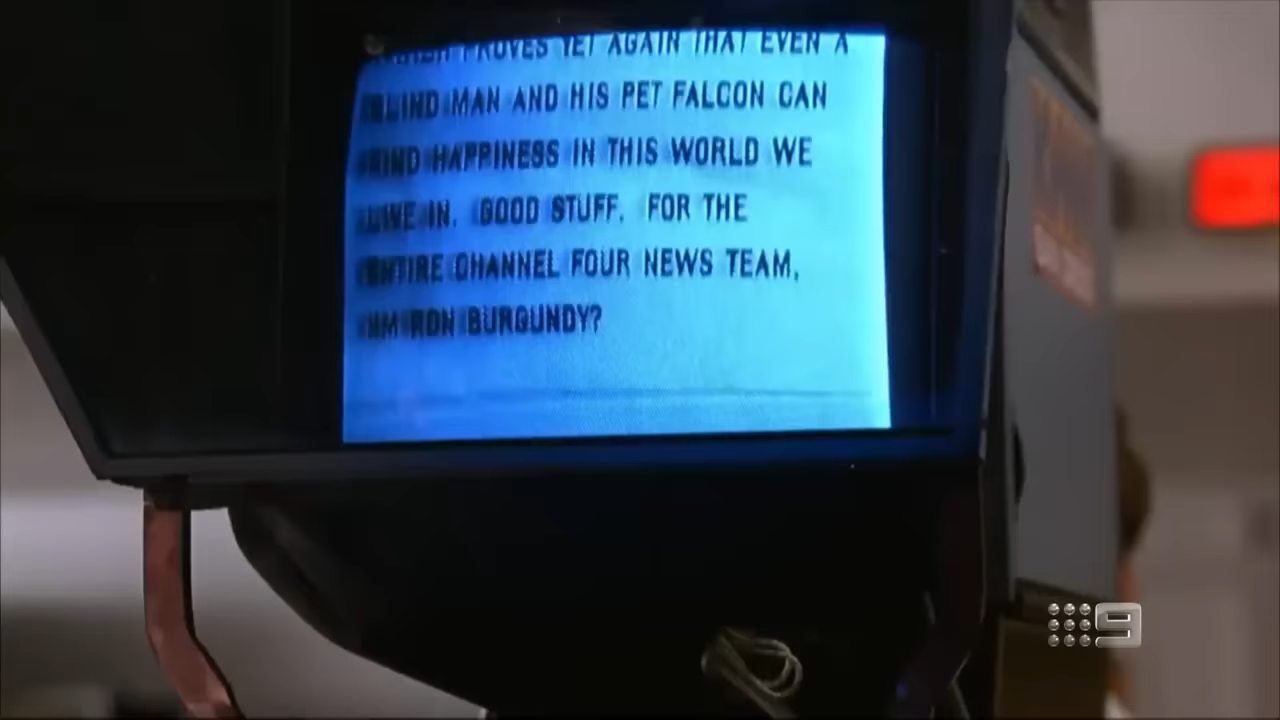 PROVES YET AGAIN THAT EVEN A
BLIND MAN AND HIS PET FALCON CAN
FIND HAPPINESS IN THIS WORLD WE
LIVE IN. GOOD STUFF. FOR THE
ENTIRE CHANNEL FOUR NEWS TEAM,
I'M RON BURGUNDY?
9